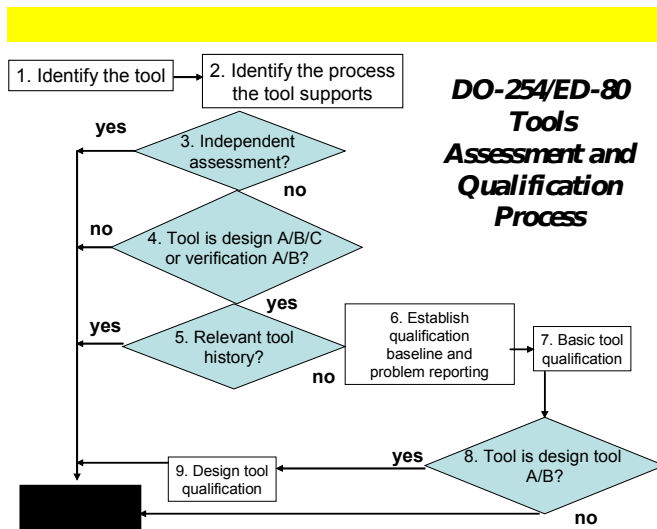 1. Identify the tool
2. Identify the process
the tool supports
DO-254/ED-80
Tools
Assessment and
Qualification
Process
yes
3. Independent
assessment?
no
no
4. Tool is design A/B/C
or verification A/B?
yes
yes
5. Relevant tool
history?
no
6. Establish
qualification
baseline and
problem reporting
7. Basic tool
qualification
8. Tool is design tool
A/B?
yes
9. Design tool
qualification
no